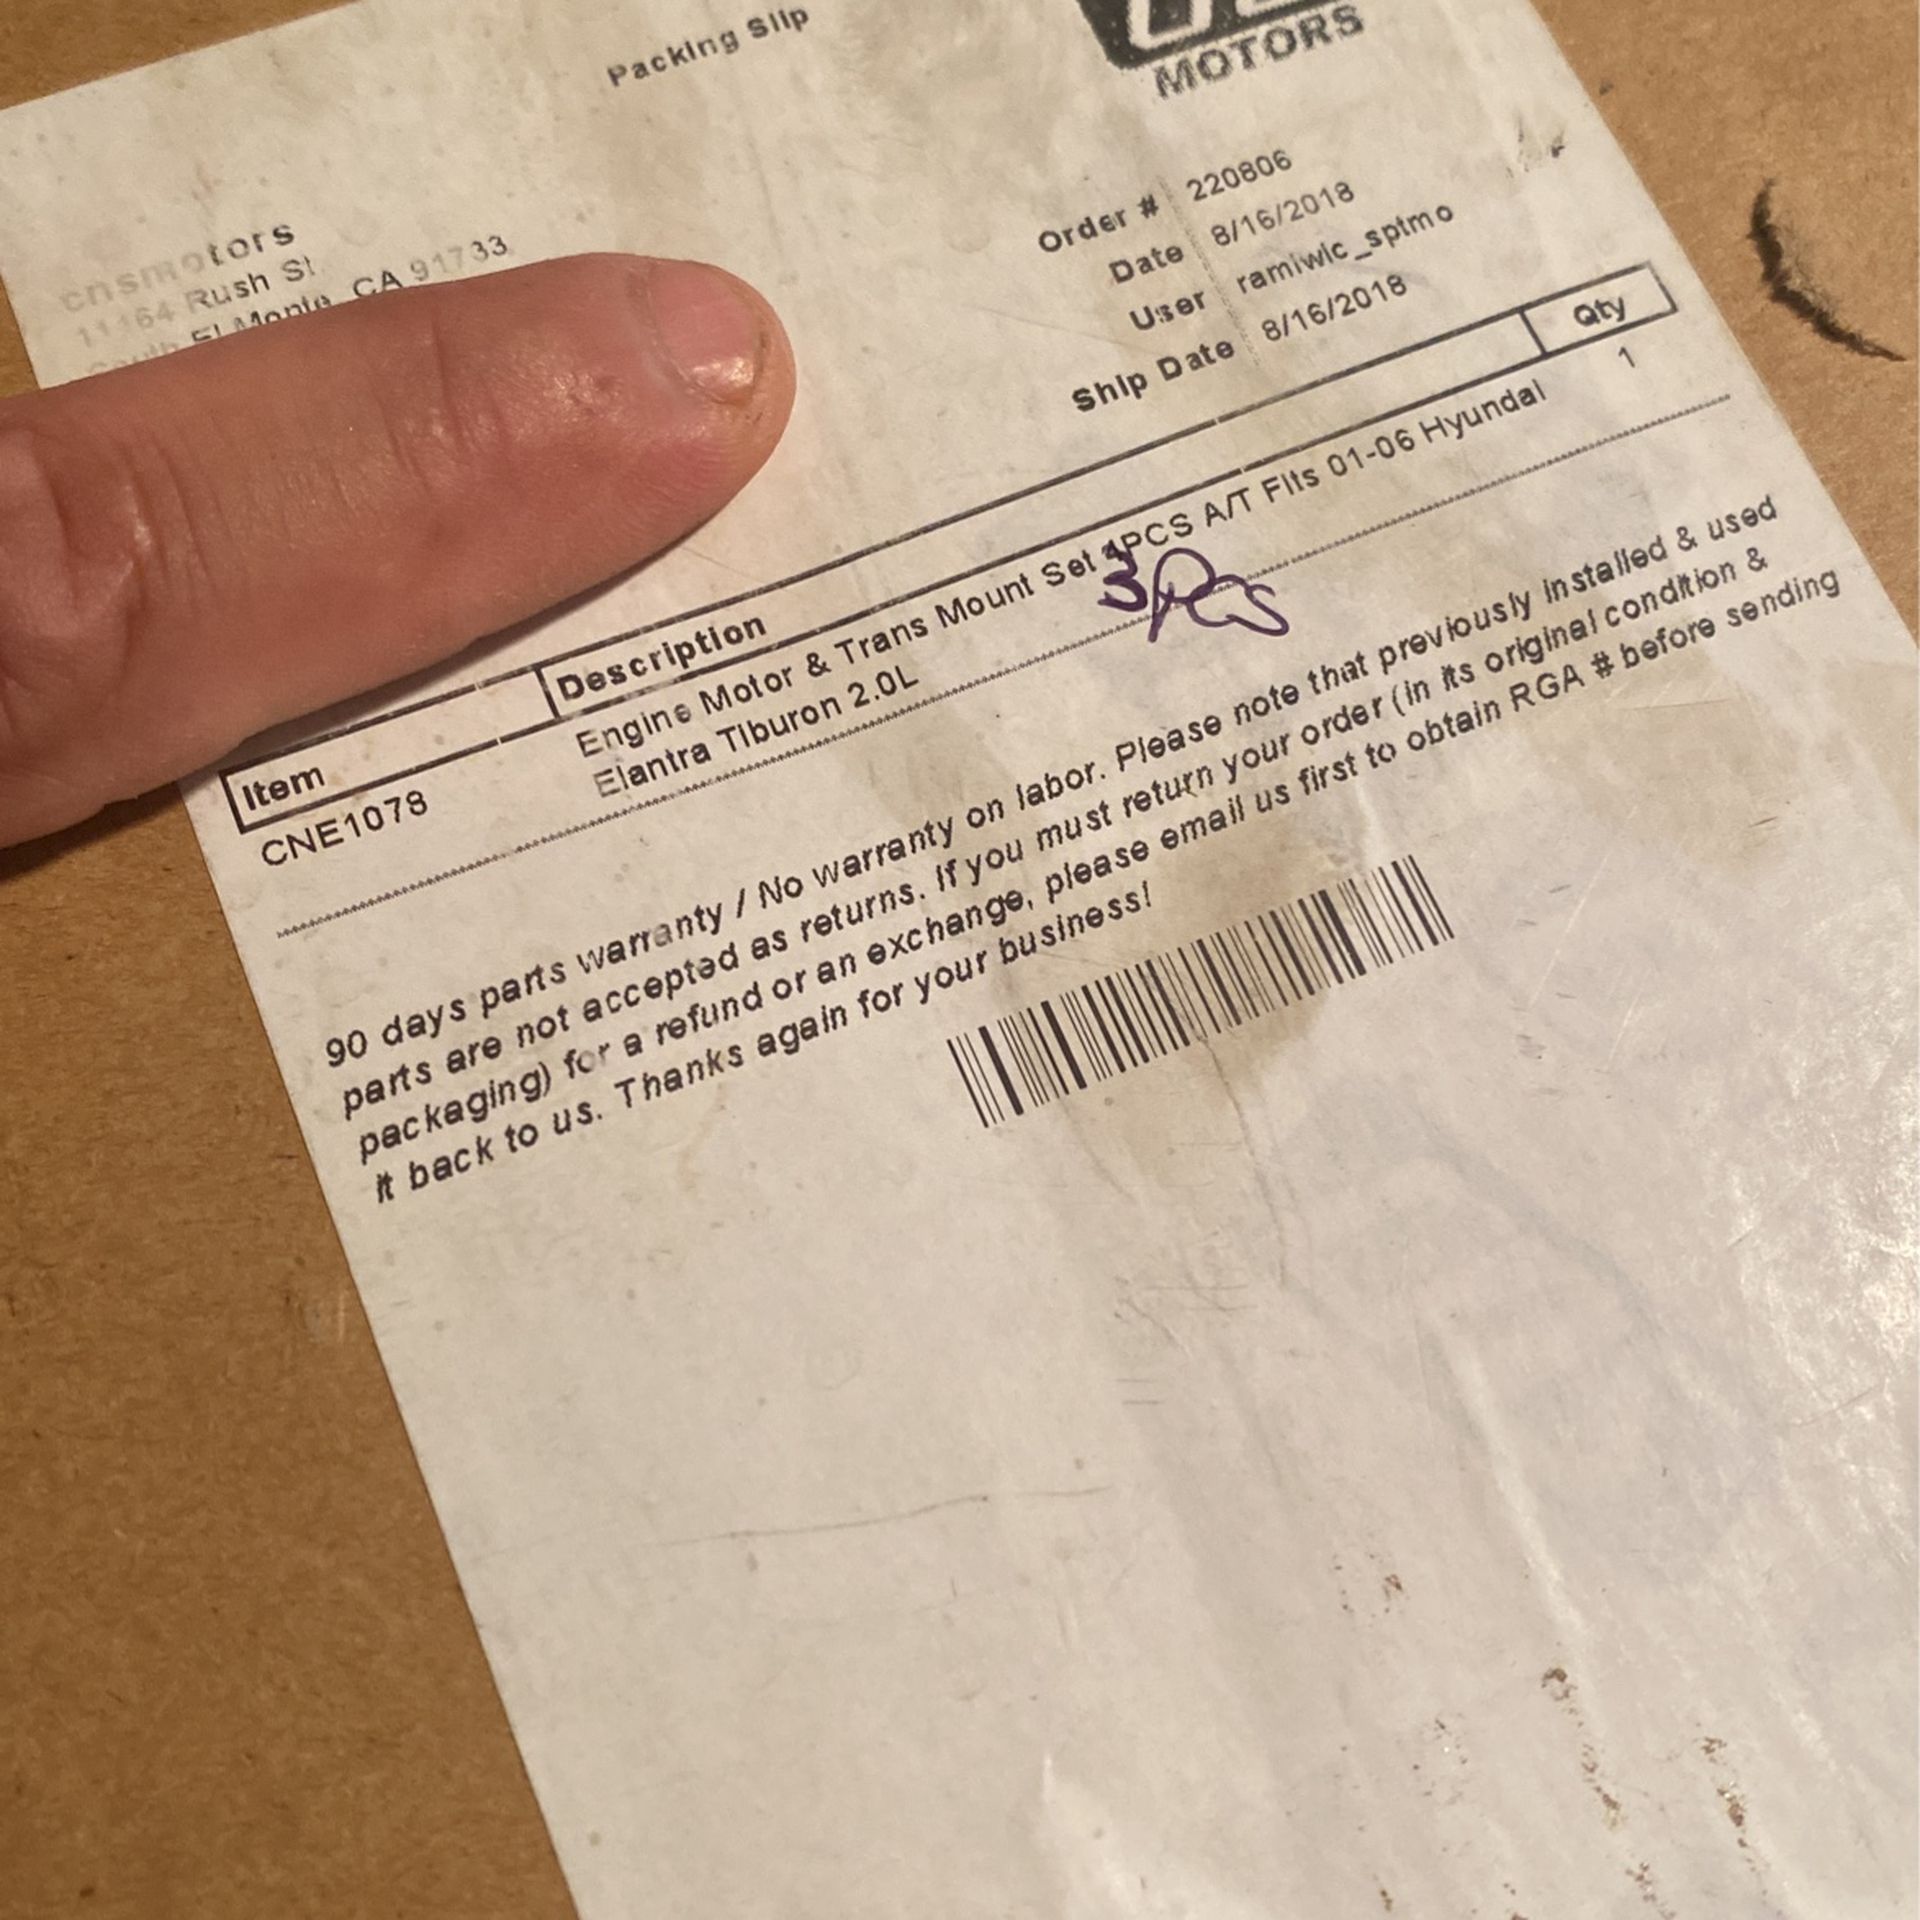 Packing Slip
MOTORS
cnsmotors
11164 Rush St.
El Monte, CA 91733
Order # 220806
Date 8/16/2018
User ramiwlc_sptmo
Ship Date 8/16/2018
Item Description Qty
CNE1078 Engine Motor & Trans Mount Set 4PCS A/T Fits 01-06 Hyundai 1
Elantra Tiburon 2.0L
3PCS
90 days parts warranty / No warranty on labor. Please note that previously installed & used
parts are not accepted as returns. If you must return your order (in its original condition &
packaging) for a refund or an exchange, please email us first to obtain RGA # before sending
it back to us. Thanks again for your business!